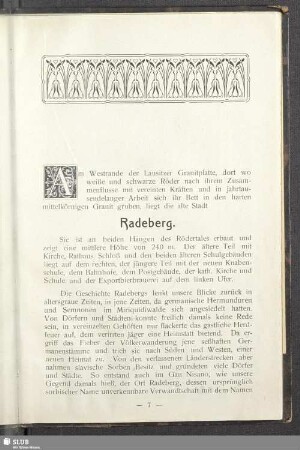 Am Westrande der Lausitzer Granitplatte, dort wo
weiße und schwarze Röder nach ihrem Zusam-
menflusse mit vereinten Kräften und in jahrtau-
sendelanger Arbeit sich ihr Bett in den harten
mittelkörnigen Granit gruben, liegt die alte Stadt
Radeberg.
Sie ist an beiden Hängen des Rödertales erbaut und
zeigt eine mittlere Höhe von 240 m. Der ältere Teil mit
Kirche, Rathaus, Schloß und den beiden älteren Schulgebäuden
liegt auf dem rechten, der jüngere Teil mit der neuen Knaben-
schule, dem Bahnhofe, dem Postgebäude, der kath. Kirche und
Schule und der Exportbierbrauerei auf dem linken Ufer.
Die Geschichte Radebergs lenkt unsere Blicke zurück in
altersgraue Zeiten, in jene Zeiten, da germanische Hermunduren
und Semnonen im Miriquidiwalde sich angesiedelt hatten.
Von Dörfern und Städten konnte freilich damals keine Rede
sein, in vereinzelten Gehöften nur flackerte das gastliche Herd-
feuer auf, dem verirrten Jäger eine Heimstatt bietend. Da er-
griff das Fieber der Völkerwanderung jene seßhaften Ger-
manenstämme und trieb sie nach Süden und Westen, einer
neuen Heimat zu. Von den verlassenen Länderstrecken aber
nahmen slavische Sorben Besitz und gründeten viele Dörfer
und Städte. So entstand auch im Gau Nisano, wie unsere
Gegend damals hieß, der Ort Radeberg, dessen ursprünglich
sorbischer Name unverkennbare Verwandtschaft mit dem Namen
— 7 —
SLUB